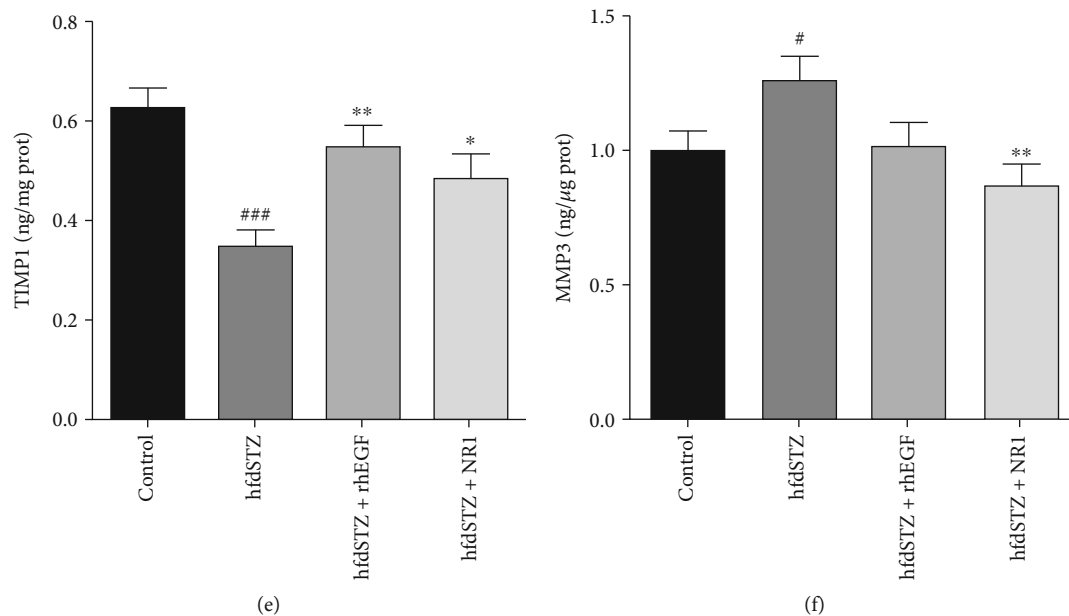 0.8
0.6
0.4
0.2
0.0
TIMP1 (ng/mg prot)
###
**
*
Control
hfdSTZ
hfdSTZ + rhEGF
hfdSTZ + NR1
(e)
1.5
1.0
0.5
0.0
MMP3 (ng/μg prot)
#
**
Control
hfdSTZ
hfdSTZ + rhEGF
hfdSTZ + NR1
(f)